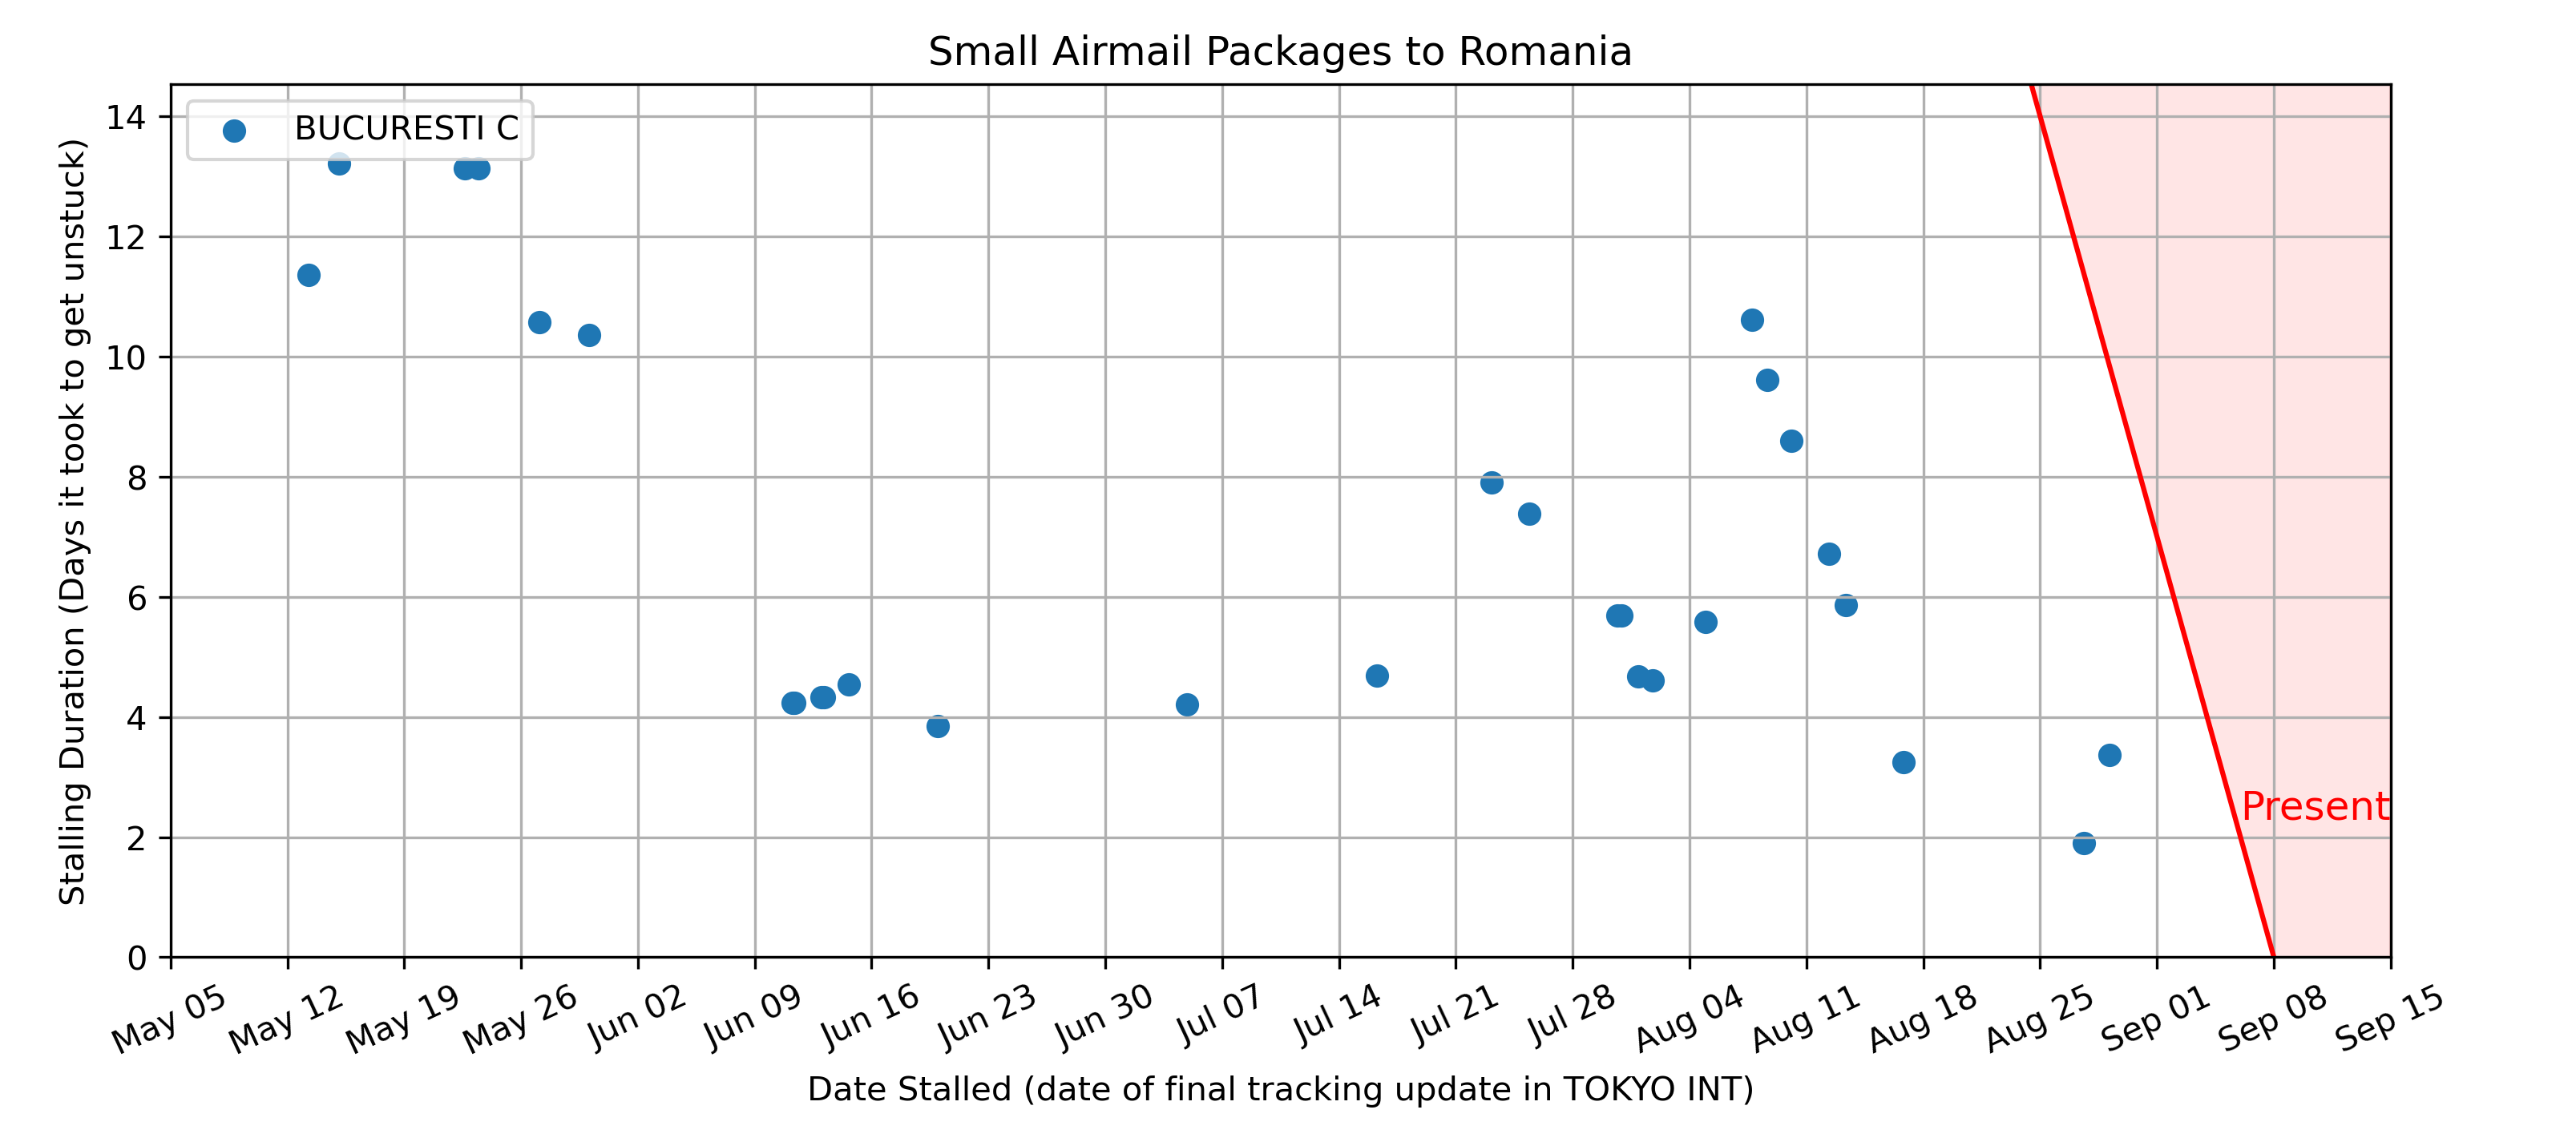 Small Airmail Packages to Romania
BUCURESTI C
Stalling Duration (Days it took to get unstuck)
14
12
10
8
6
4
2
0
Present
May 05
May 12
May 19
May 26
Jun 02
Jun 09
Jun 16
Jun 23
Jun 30
Jul 07
Jul 14
Jul 21
Jul 28
Aug 04
Aug 11
Aug 18
Aug 25
Sep 01
Sep 08
Sep 15
Date Stalled (date of final tracking update in TOKYO INT)